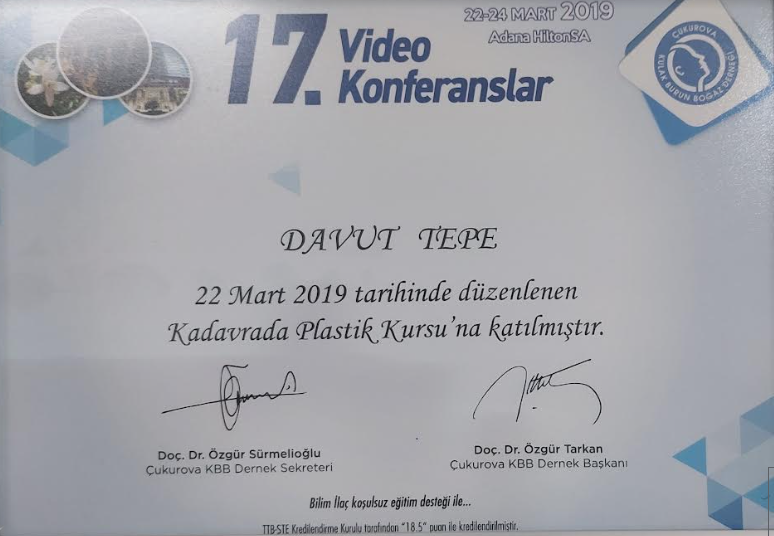 22-24 MART 2019
Adana HiltonSA
17. Video
Konferanslar
ÇUKUROVA
KULAK BURUN BOĞAZ DERNEĞİ
DAVUT TEPE
22 Mart 2019 tarihinde düzenlenen
Kadavrada Plastik Kursu'na katılmıştır.
Doç. Dr. Özgür Sürmelioğlu
Çukurova KBB Dernek Sekreteri
Doç. Dr. Özgür Tarkan
Çukurova KBB Dernek Başkanı
Bilim İlaç koşulsuz eğitim desteği ile...
TTB-STE Kredilendirme Kurulu tarafından "18.5" puan ile kredilendirilmiştir.